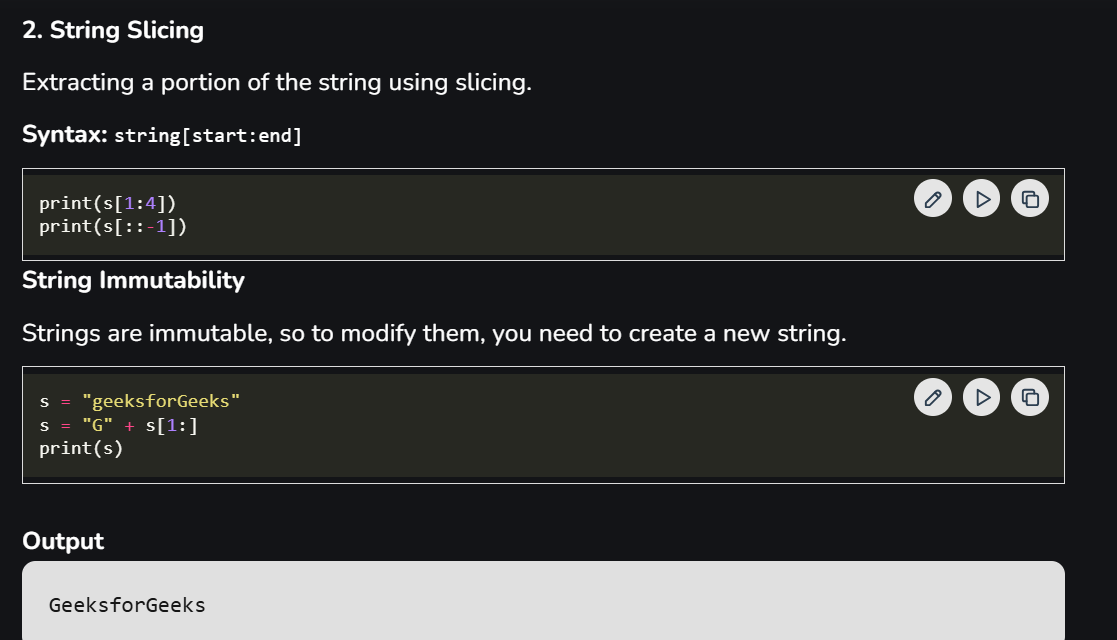 2. String Slicing
Extracting a portion of the string using slicing.
Syntax: string[start:end]
print(s[1:4])
print(s[::-1])
String Immutability
Strings are immutable, so to modify them, you need to create a new string.
s = "geeksforGeeks"
s = "G" + s[1:]
print(s)
Output
GeeksforGeeks